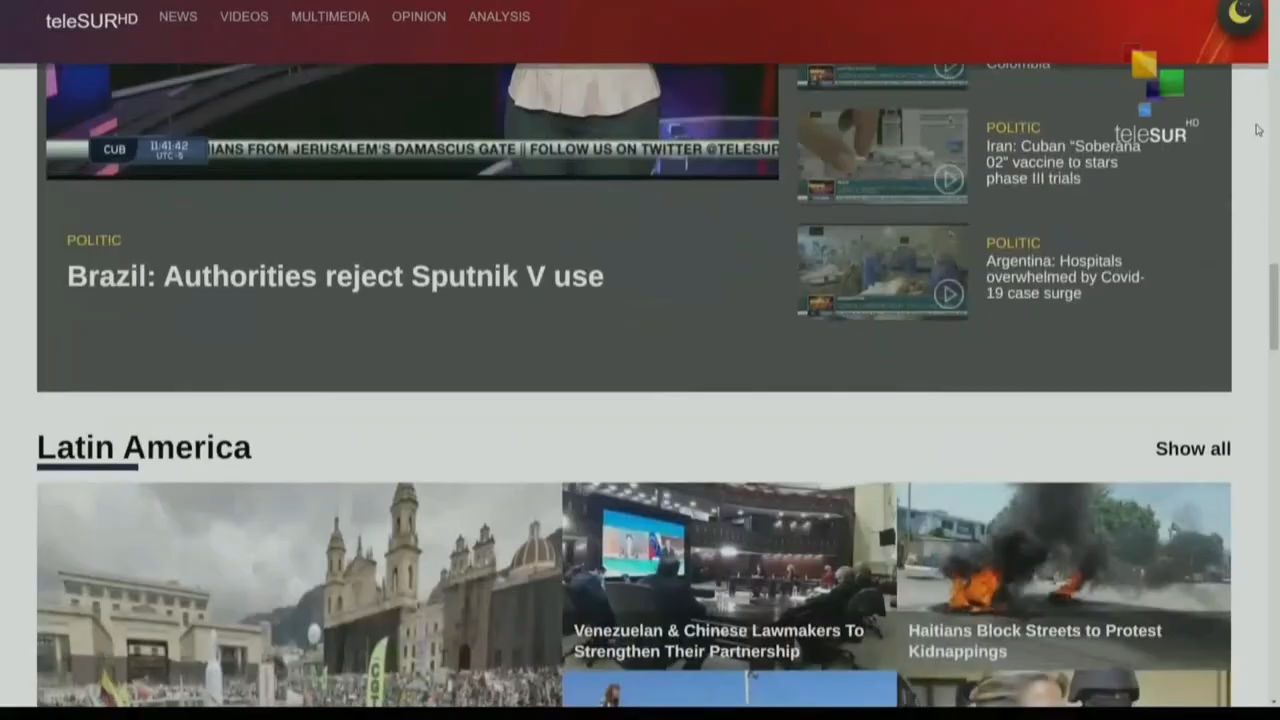 teleSURHD NEWS VIDEOS MULTIMEDIA OPINION ANALYSIS
Colombia
teleSUR HD
CUB 11:41:42 UTC-5 IANS FROM JERUSALEM'S DAMASCUS GATE || FOLLOW US ON TWITTER @TELESUR
POLITIC
Iran: Cuban “Soberana
02” vaccine to stars
phase III trials
POLITIC
Brazil: Authorities reject Sputnik V use
POLITIC
Argentina: Hospitals
overwhelmed by Covid-
19 case surge
Latin America
Show all
Venezuelan & Chinese Lawmakers To
Strengthen Their Partnership
Haitians Block Streets to Protest
Kidnappings